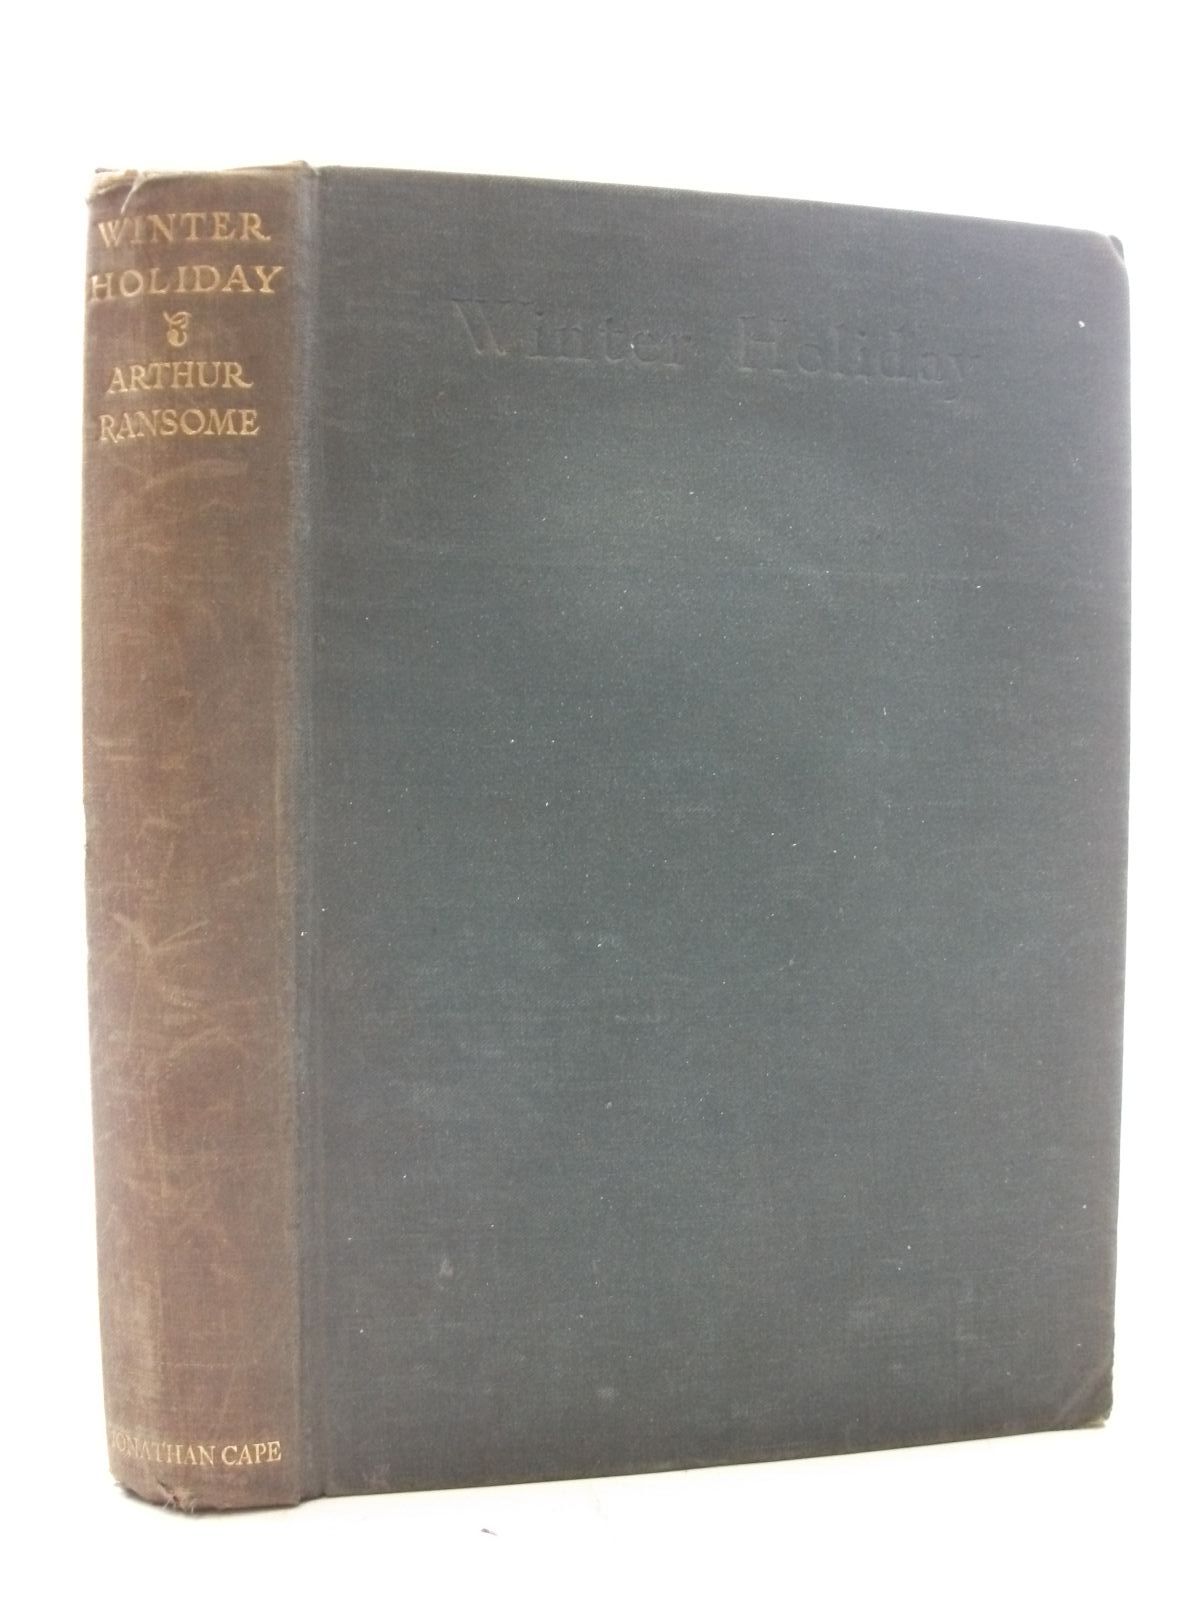 WINTER
HOLIDAY
ARTHUR
RANSOME
JONATHAN CAPE
Winter Holiday